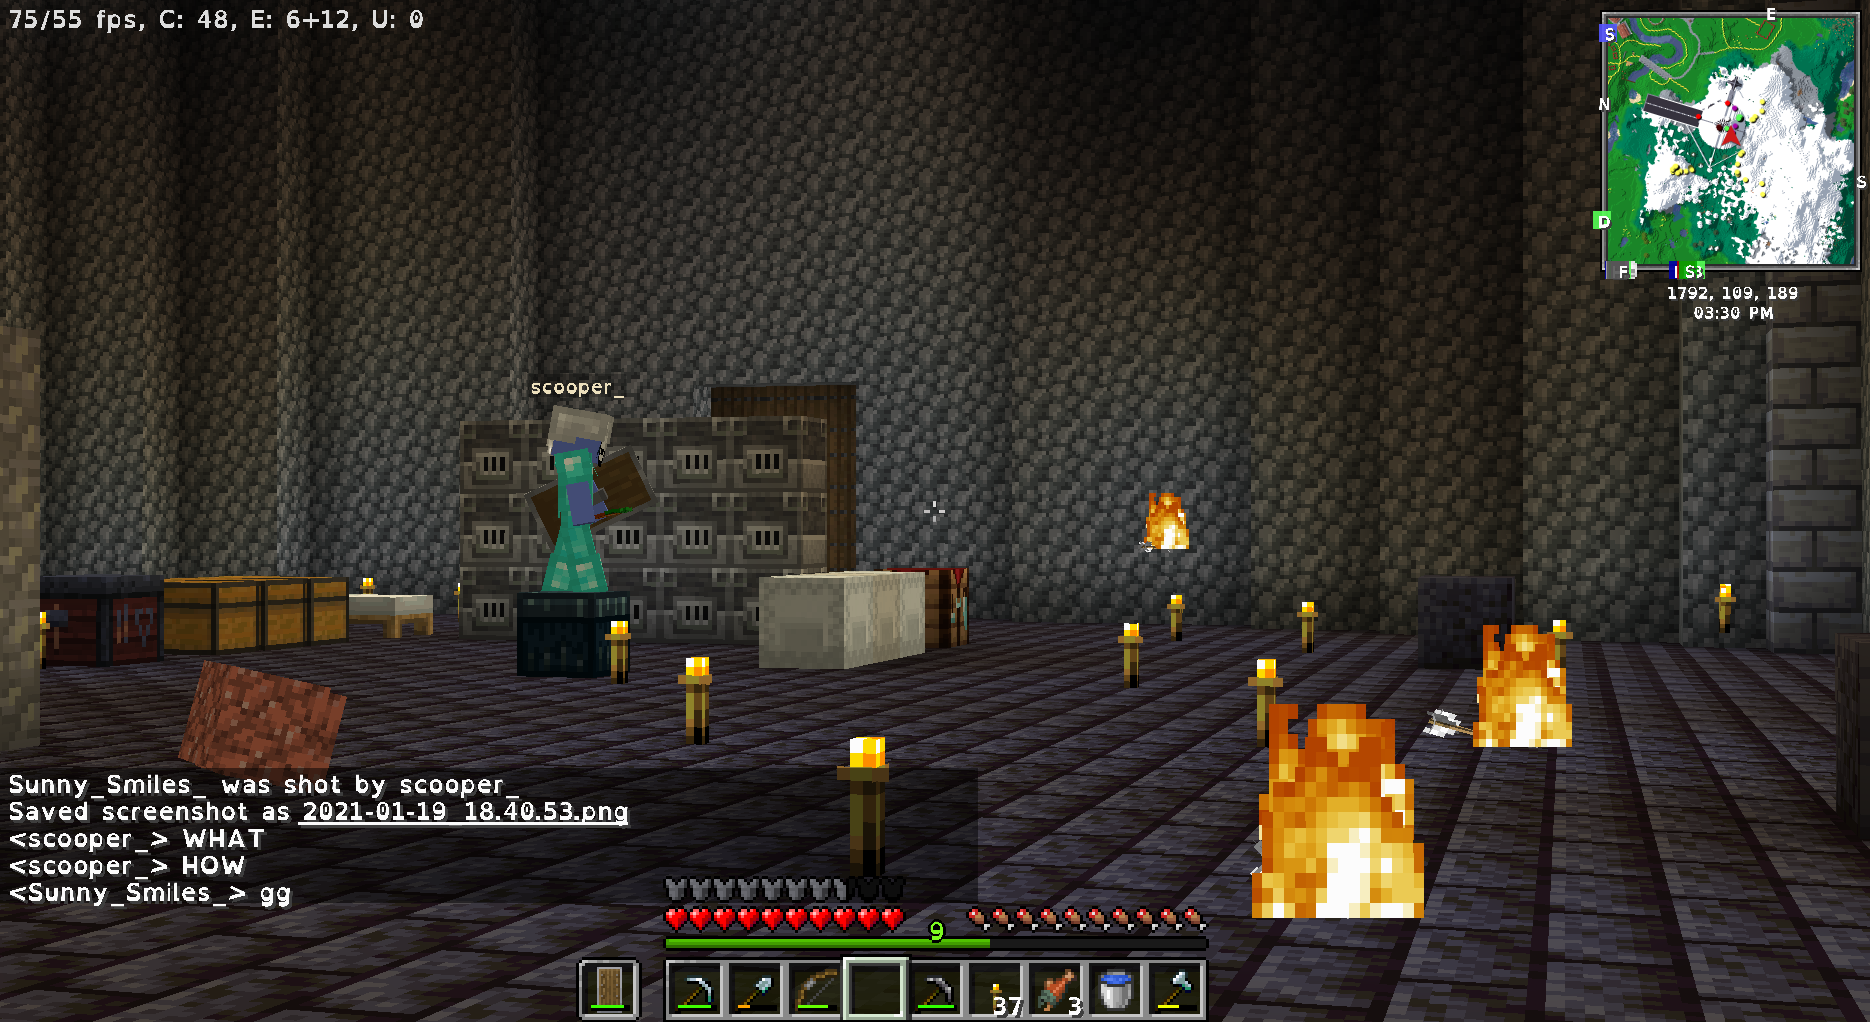 75/55 fps, C: 48, E: 6+12, U: 0
E
S
N
S
D
F
I S
1792, 109, 189
03:30 PM
scooper_
Sunny_Smiles_ was shot by scooper_
Saved screenshot as 2021-01-19_18.40.53.png
<scooper_> WHAT
<scooper_> HOW
<Sunny_Smiles_> gg
9
37
3